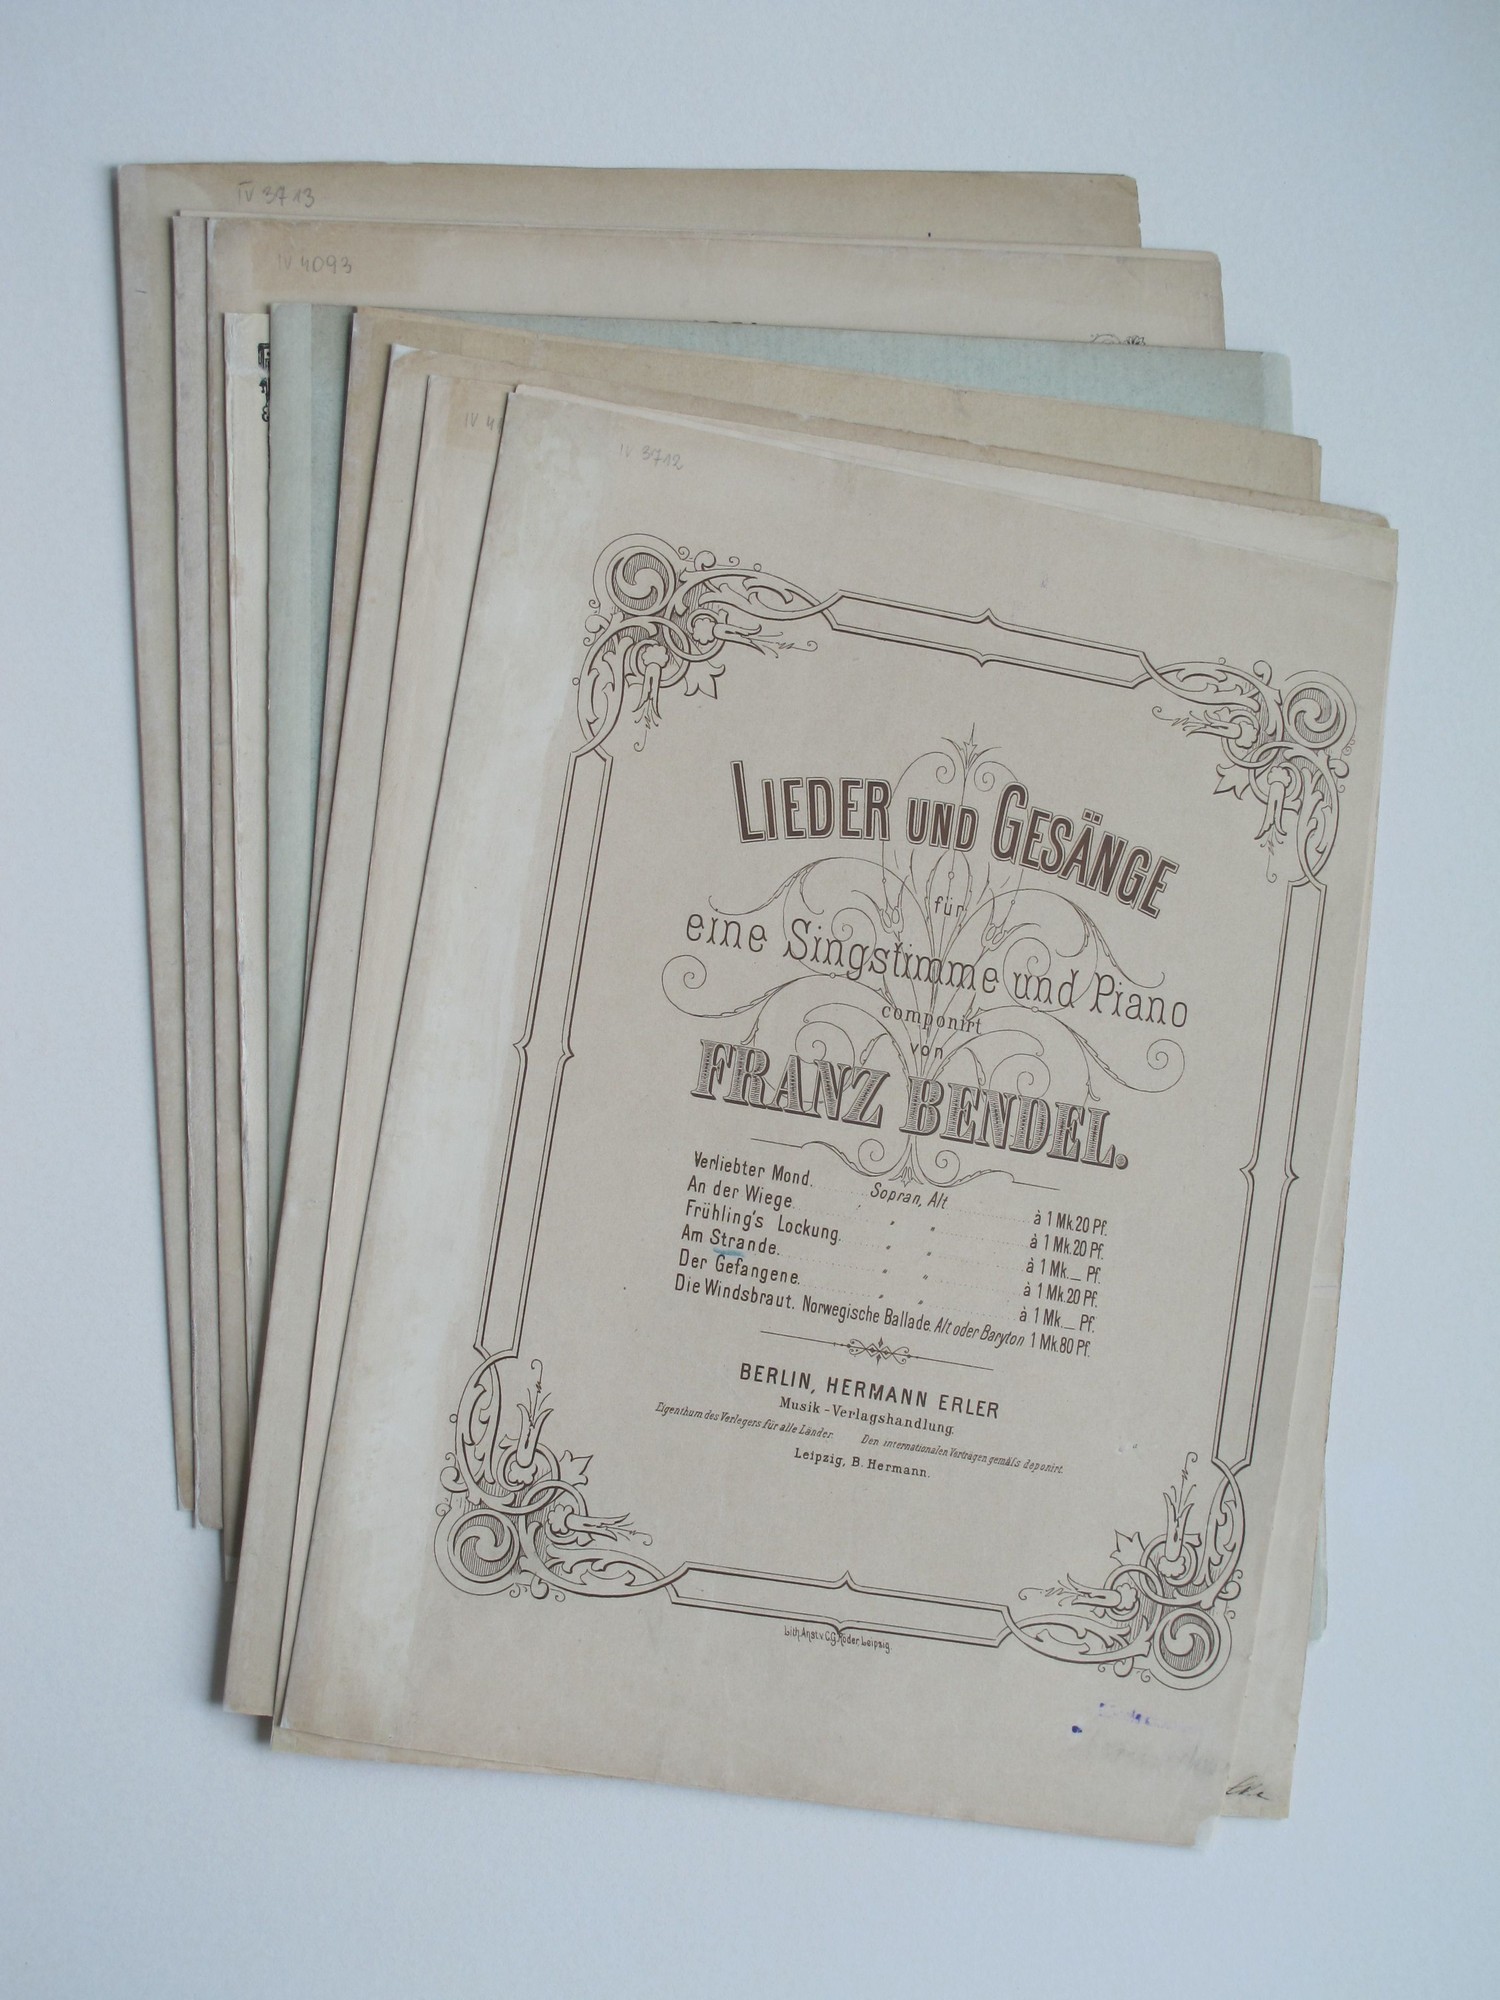 IV 3713
IV 4093
IV 3712
LIEDER UND GESÄNGE
für
eine Singstimme und Piano
componirt
von
FRANZ BENDEL.
Verliebter Mond. Sopran, Alt à 1 Mk. 20 Pf.
An der Wiege „ „ à 1 Mk. 20 Pf.
Frühling's Lockung. „ „ à 1 Mk. _ Pf.
Am Strande. „ „ à 1 Mk. 20 Pf.
Der Gefangene. „ „ à 1 Mk. _ Pf.
Die Windsbraut. Norwegische Ballade. Alt oder Baryton 1 Mk. 80 Pf.
BERLIN, HERMANN ERLER
Musik-Verlagshandlung.
Eigenthum des Verlegers für alle Länder. Den internationalen Verträgen gemäſs deponirt.
Leipzig, B. Hermann.
Lith. Anst. v. C.G. Röder, Leipzig.